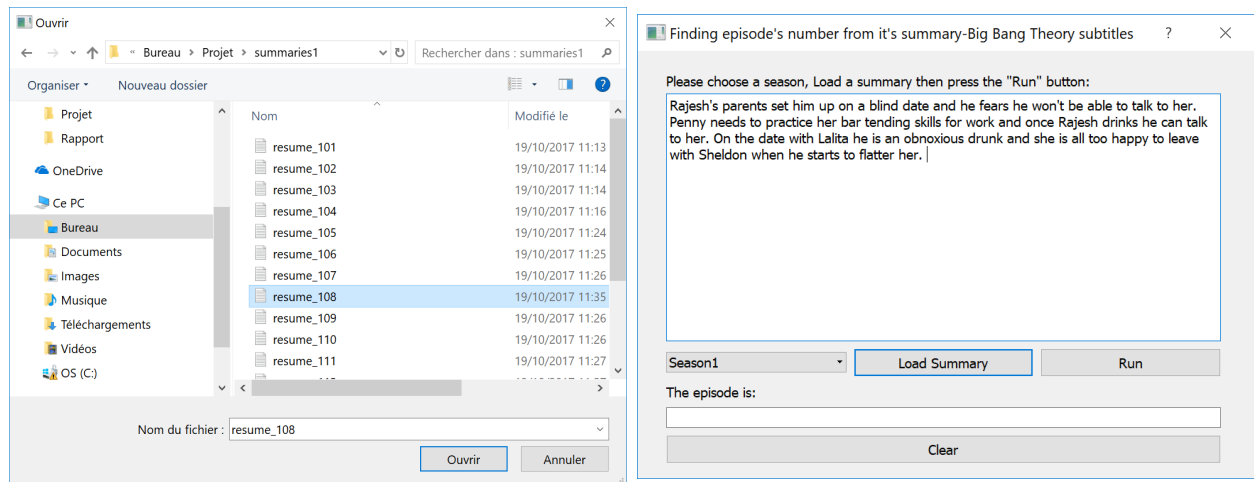 Ouvrir
« Bureau > Projet > summaries1
Rechercher dans : summaries1
Organiser
Nouveau dossier
Projet
Rapport
OneDrive
Ce PC
Bureau
Documents
Images
Musique
Téléchargements
Vidéos
OS (C:)
Nom Modifié le
resume_101 19/10/2017 11:13
resume_102 19/10/2017 11:14
resume_103 19/10/2017 11:14
resume_104 19/10/2017 11:16
resume_105 19/10/2017 11:24
resume_106 19/10/2017 11:25
resume_107 19/10/2017 11:26
resume_108 19/10/2017 11:35
resume_109 19/10/2017 11:26
resume_110 19/10/2017 11:26
resume_111 19/10/2017 11:27
Nom du fichier : resume_108
Ouvrir Annuler
Finding episode's number from it's summary-Big Bang Theory subtitles ?
Please choose a season, Load a summary then press the "Run" button:
Rajesh's parents set him up on a blind date and he fears he won't be able to talk to her.
Penny needs to practice her bar tending skills for work and once Rajesh drinks he can talk
to her. On the date with Lalita he is an obnoxious drunk and she is all too happy to leave
with Sheldon when he starts to flatter her.
Season1 Load Summary Run
The episode is:
Clear